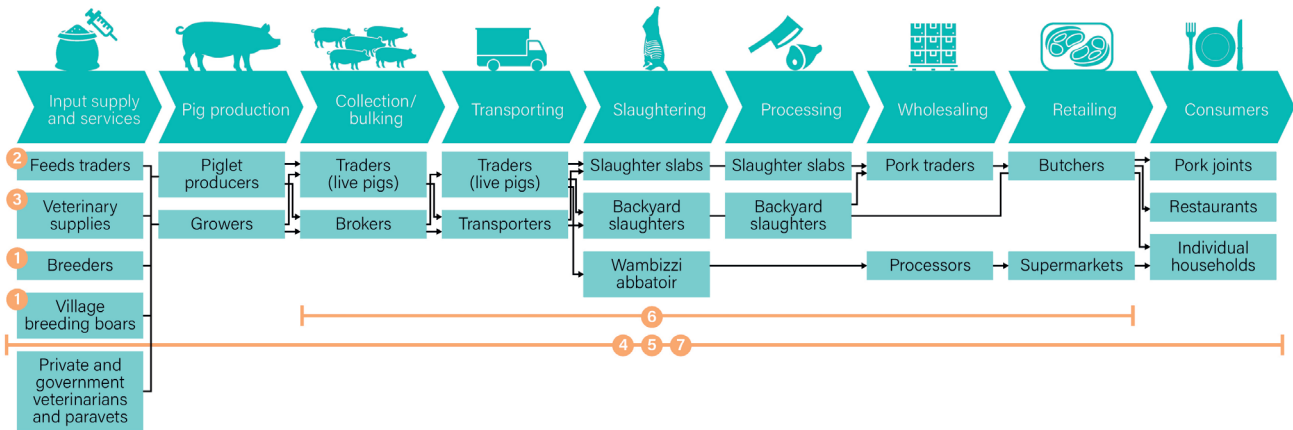 Input supply
and services
Pig production
Collection/
bulking
Transporting
Slaughtering
Processing
Wholesaling
Retailing
Consumers
2
Feeds traders
3
Veterinary
supplies
1
Breeders
1
Village
breeding boars
Private and
government
veterinarians
and paravets
Piglet
producers
Growers
Traders
(live pigs)
Brokers
Traders
(live pigs)
Transporters
Slaughter slabs
Backyard
slaughters
Wambizzi
abbatoir
Slaughter slabs
Backyard
slaughters
Pork traders
Processors
Butchers
Supermarkets
Pork joints
Restaurants
Individual
households
6
4 5 7